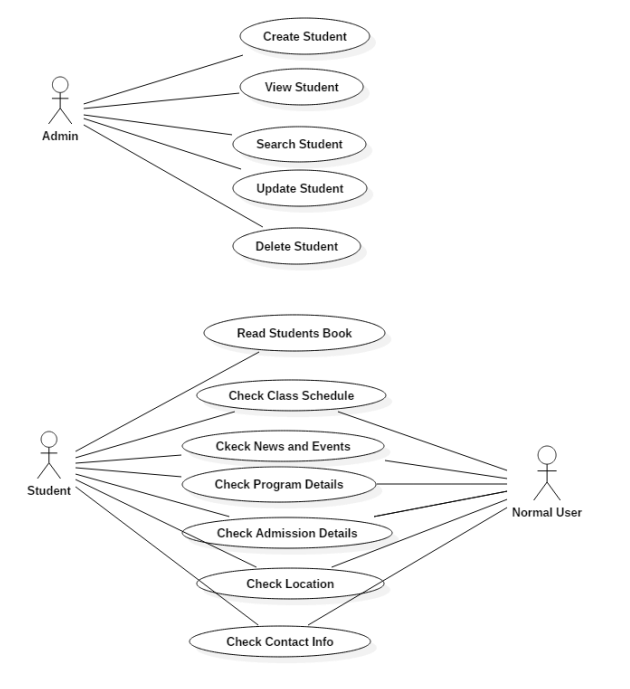 Create Student
View Student
Admin
Search Student
Update Student
Delete Student
Read Students Book
Check Class Schedule
Ckeck News and Events
Check Program Details
Student
Normal User
Check Admission Details
Check Location
Check Contact Info